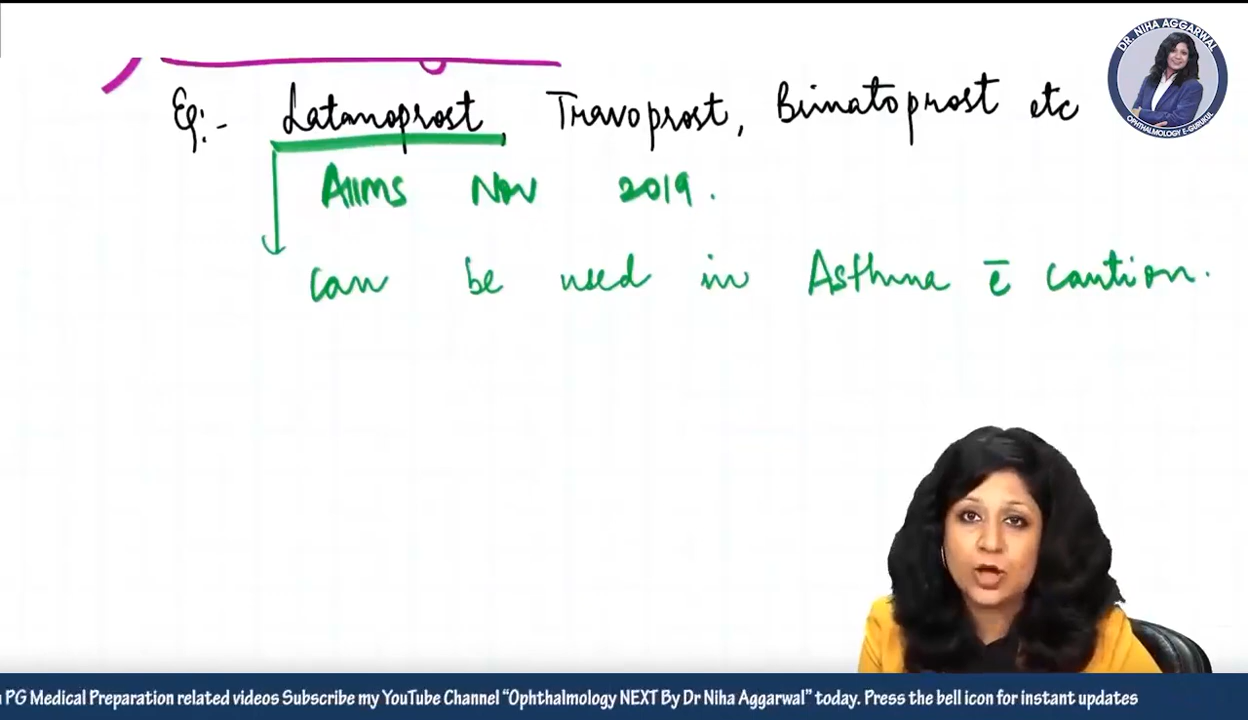 DR. NIHA AGGARWAL
OPHTHALMOLOGY E-GURUKUL
Eg:- Latanoprost, Travoprost, Bimatoprost etc
AIIMS Nov 2019.
can be used in Asthma c̄ caution.
PG Medical Preparation related videos Subscribe my YouTube Channel “Ophthalmology NEXT By Dr Niha Aggarwal” today. Press the bell icon for instant updates